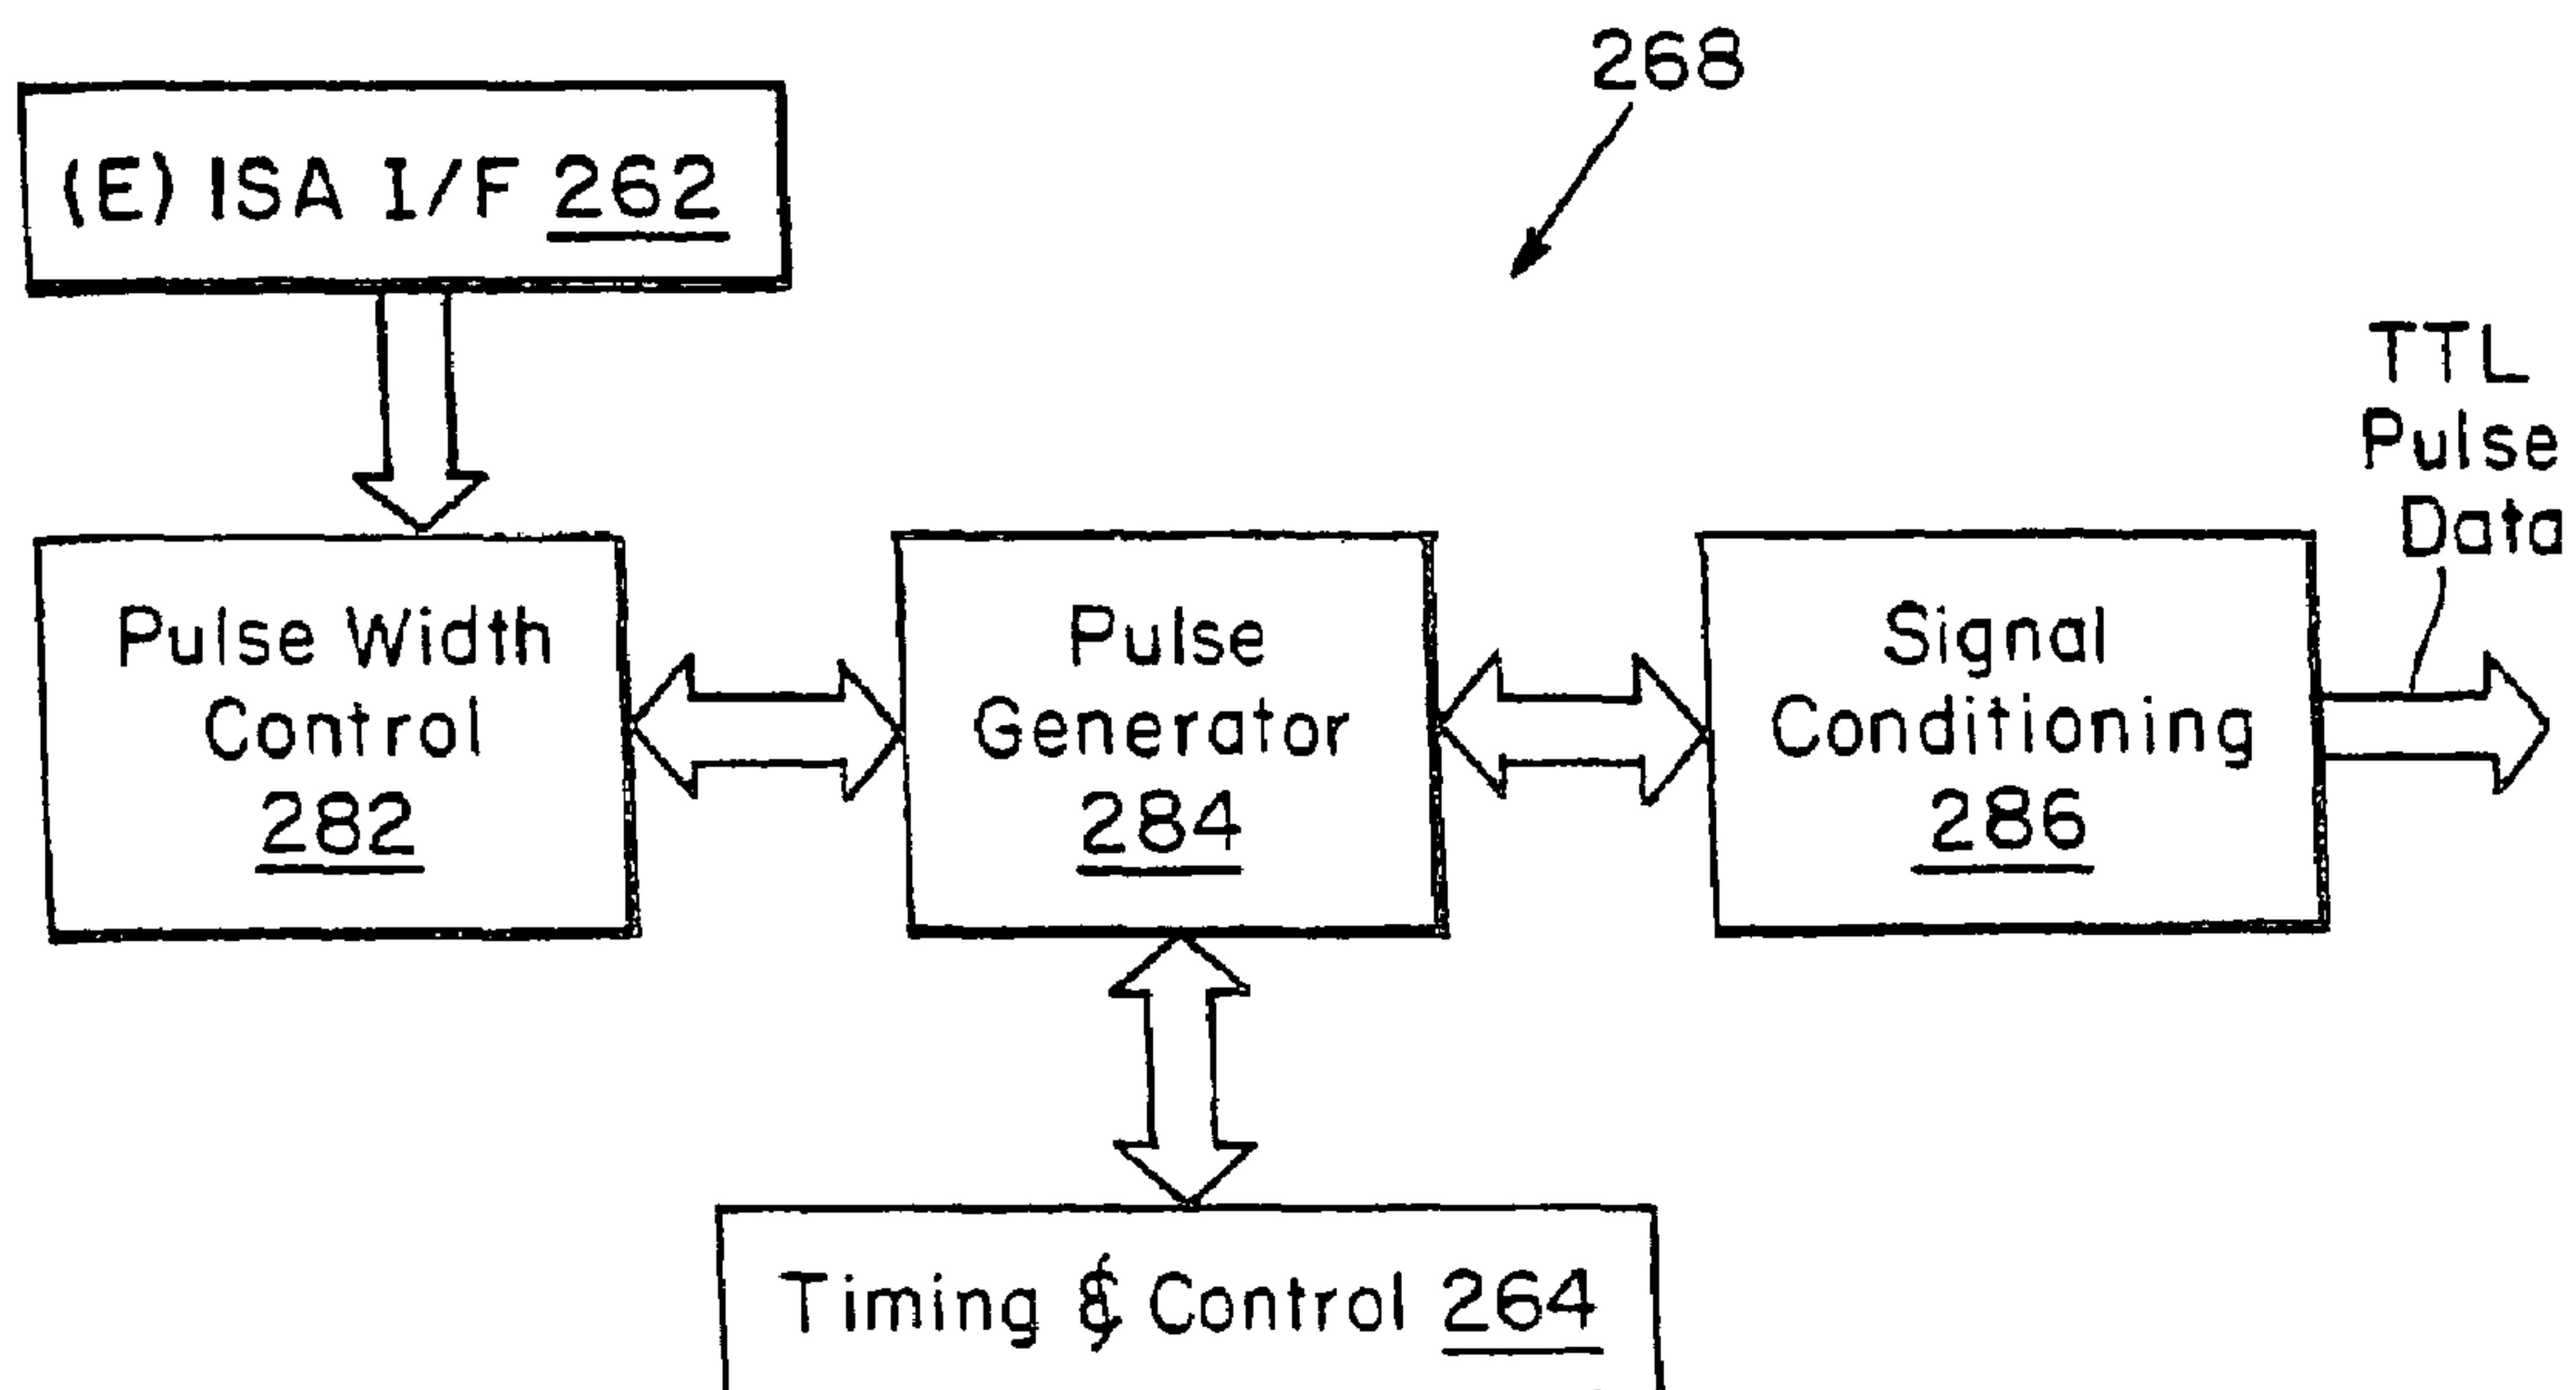 268
(E) ISA I/F 262
TTL
Pulse
Data
Pulse Width
Control
282
Pulse
Generator
284
Signal
Conditioning
286
Timing & Control 264